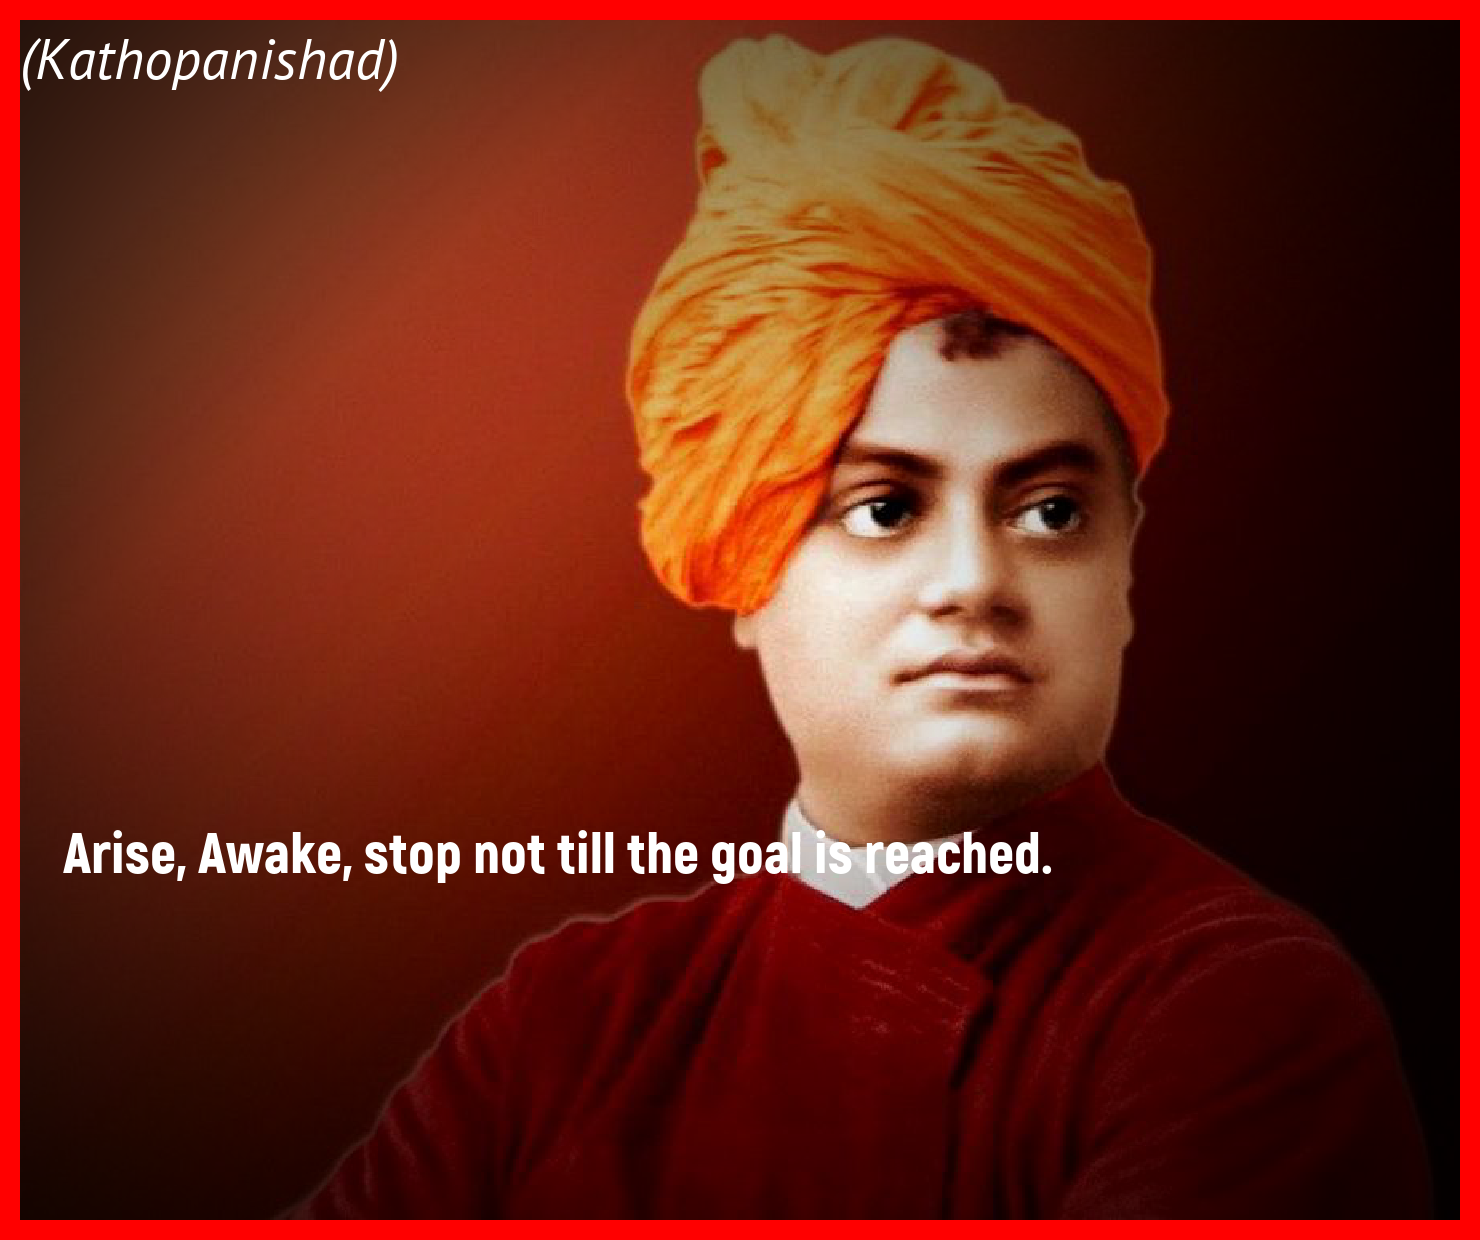 (Kathopanishad)
Arise, Awake, stop not till the goal is reached.